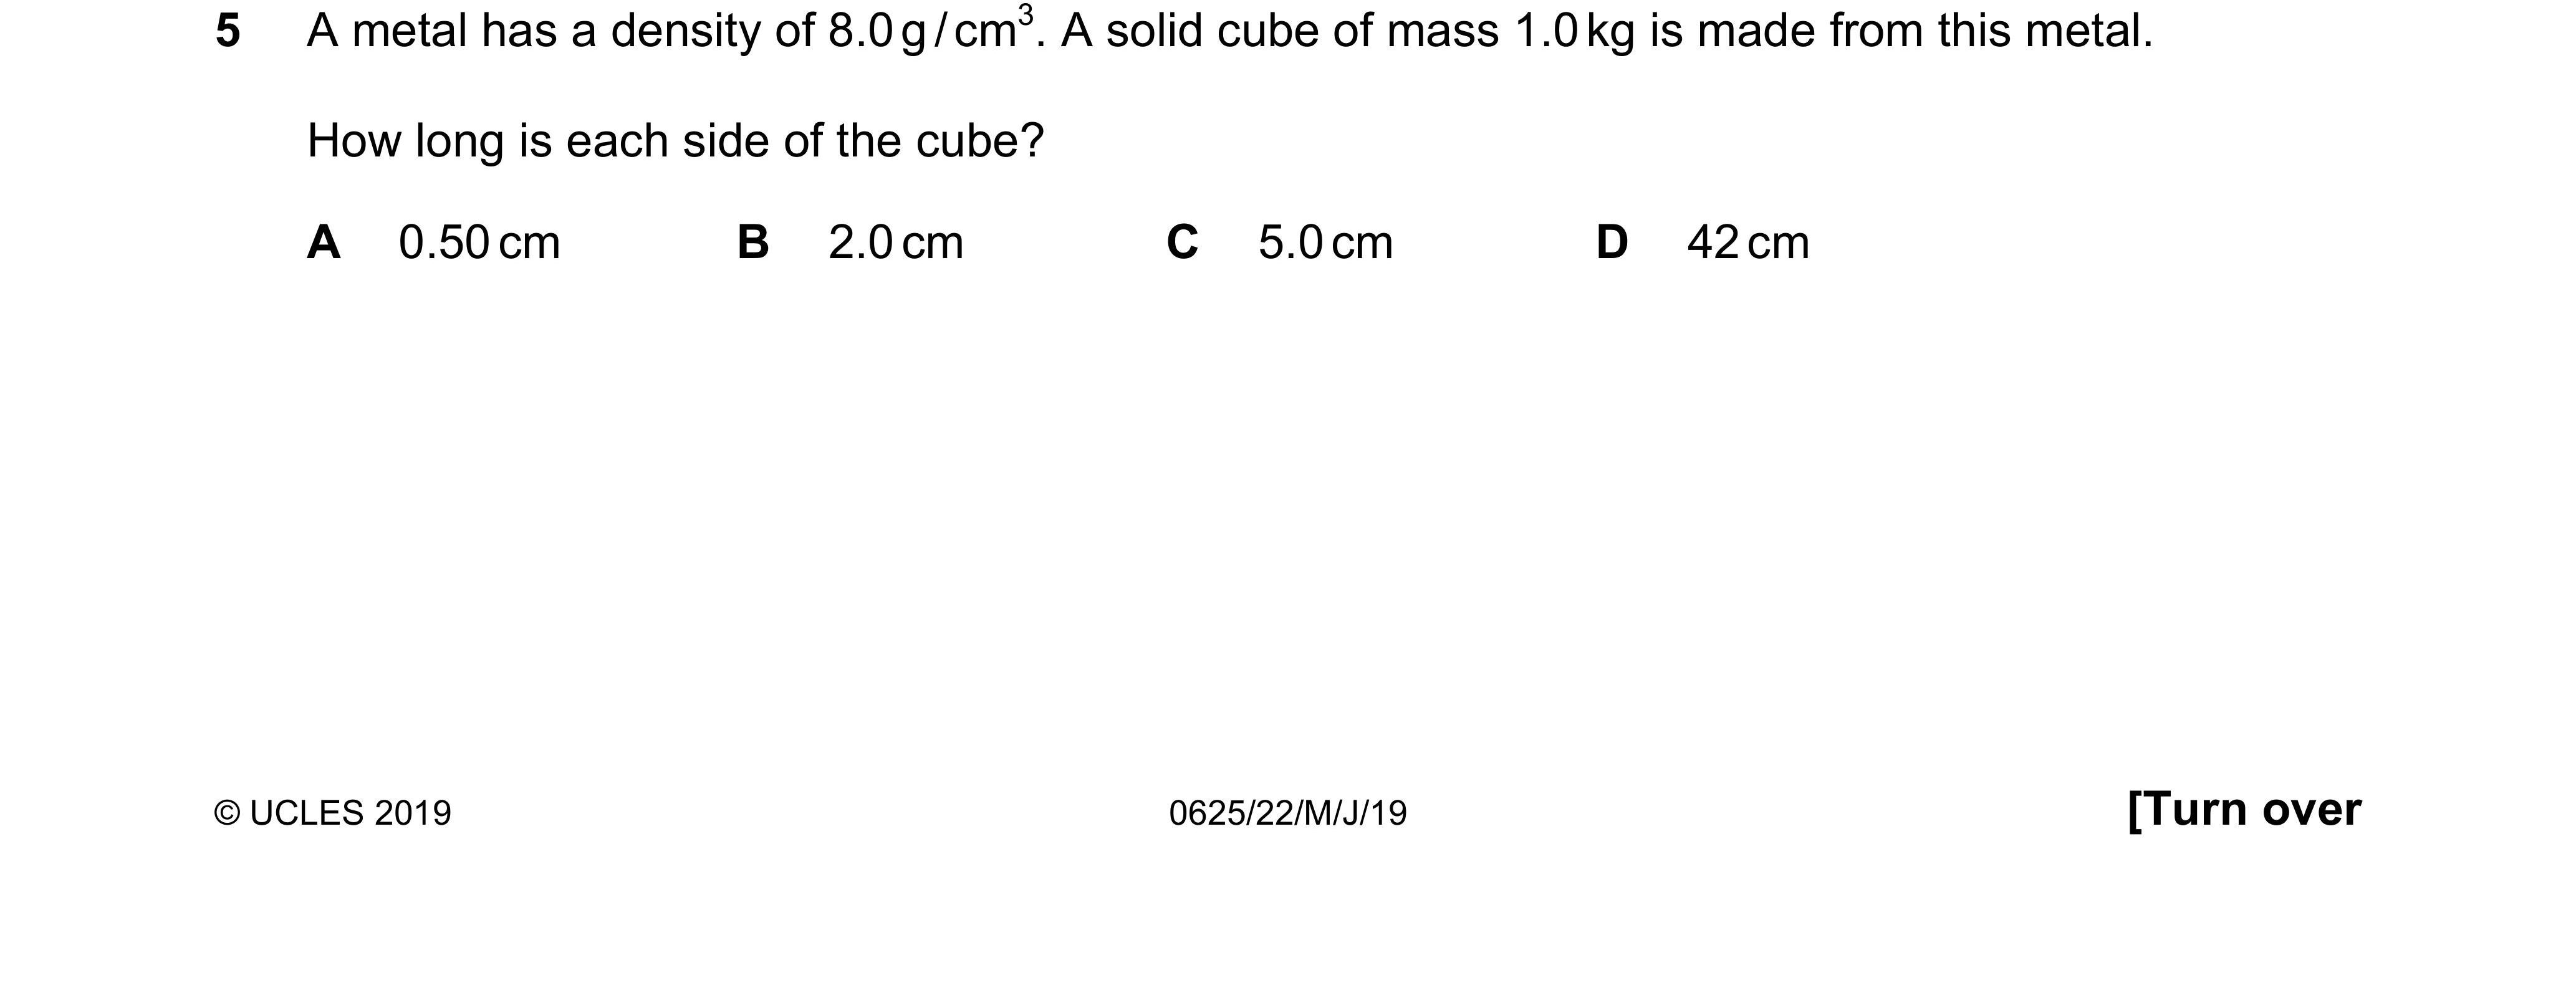 5 A metal has a density of 8.0 g / cm³. A solid cube of mass 1.0 kg is made from this metal.
How long is each side of the cube?
A 0.50 cm B 2.0 cm C 5.0 cm D 42 cm
© UCLES 2019 0625/22/M/J/19 [Turn over